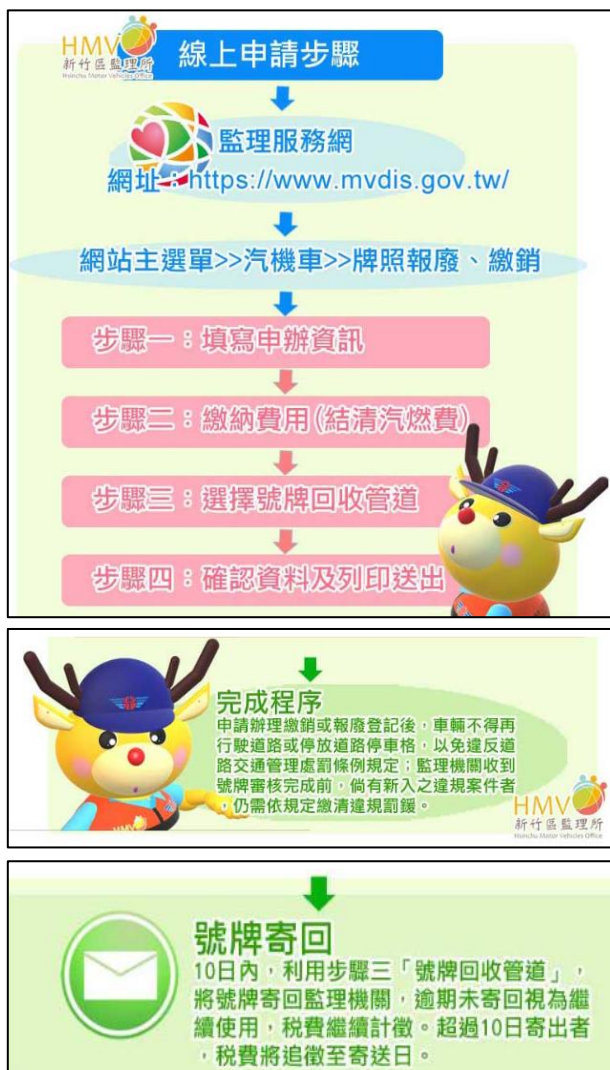 HMV
新竹區監理所
Hsinchu Motor Vehicles Office
線上申請步驟
監理服務網
網址：https://www.mvdis.gov.tw/
網站主選單>>汽機車>>牌照報廢、繳銷
步驟一：填寫申辦資訊
步驟二：繳納費用(結清汽燃費)
步驟三：選擇號牌回收管道
步驟四：確認資料及列印送出
完成程序
申請辦理繳銷或報廢登記後，車輛不得再
行駛道路或停放道路停車格，以免違反道
路交通管理處罰條例規定；監理機關收到
號牌審核完成前，倘有新入之違規案件者
，仍需依規定繳清違規罰鍰。
HMV
新竹區監理所
Hsinchu Motor Vehicles Office
號牌寄回
10日內，利用步驟三「號牌回收管道」，
將號牌寄回監理機關，逾期未寄回視為繼
續使用，稅費繼續計徵。超過10日寄出者
，稅費將追徵至寄送日。